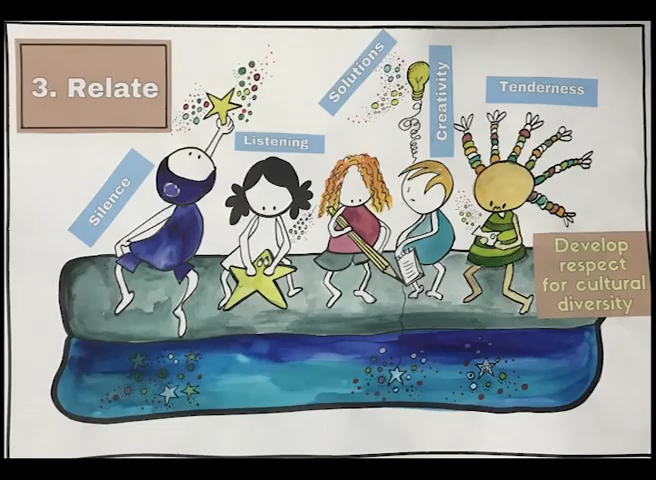 3. Relate
Solutions
Creativity
Tenderness
Listening
Silence
Develop
respect
for cultural
diversity